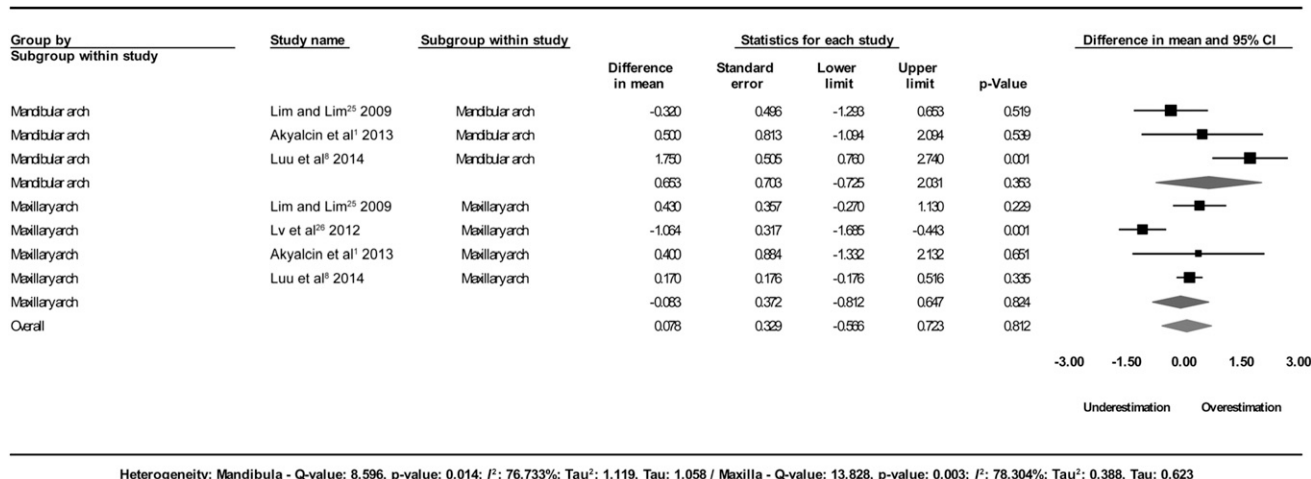 Group by Study name Subgroup within study Statistics for each study Difference in mean and 95% CI
Subgroup within study
Difference Standard Lower Upper
in mean error limit limit p-Value
Mandibular arch Lim and Lim²⁵ 2009 Mandibular arch -0.320 0.496 -1.293 0.653 0.519
Mandibular arch Akyalcin et al¹ 2013 Mandibular arch 0.500 0.813 -1.094 2.094 0.539
Mandibular arch Luu et al⁸ 2014 Mandibular arch 1.750 0.505 0.760 2.740 0.001
Mandibular arch 0.653 0.703 -0.725 2.031 0.353
Maxillary arch Lim and Lim²⁵ 2009 Maxillary arch 0.430 0.357 -0.270 1.130 0.229
Maxillary arch Lv et al²⁶ 2012 Maxillary arch -1.064 0.317 -1.685 -0.443 0.001
Maxillary arch Akyalcin et al¹ 2013 Maxillary arch 0.400 0.884 -1.332 2.132 0.651
Maxillary arch Luu et al⁸ 2014 Maxillary arch 0.170 0.176 -0.176 0.516 0.335
Maxillary arch -0.083 0.372 -0.812 0.647 0.824
Overall 0.078 0.329 -0.566 0.723 0.812
-3.00 -1.50 0.00 1.50 3.00
Underestimation Overestimation
Heterogeneity: Mandibula - Q-value: 8.596, p-value: 0.014; I²: 76.733%; Tau²: 1.119, Tau: 1.058 / Maxilla - Q-value: 13.828, p-value: 0.003; I²: 78.304%; Tau²: 0.388, Tau: 0.623